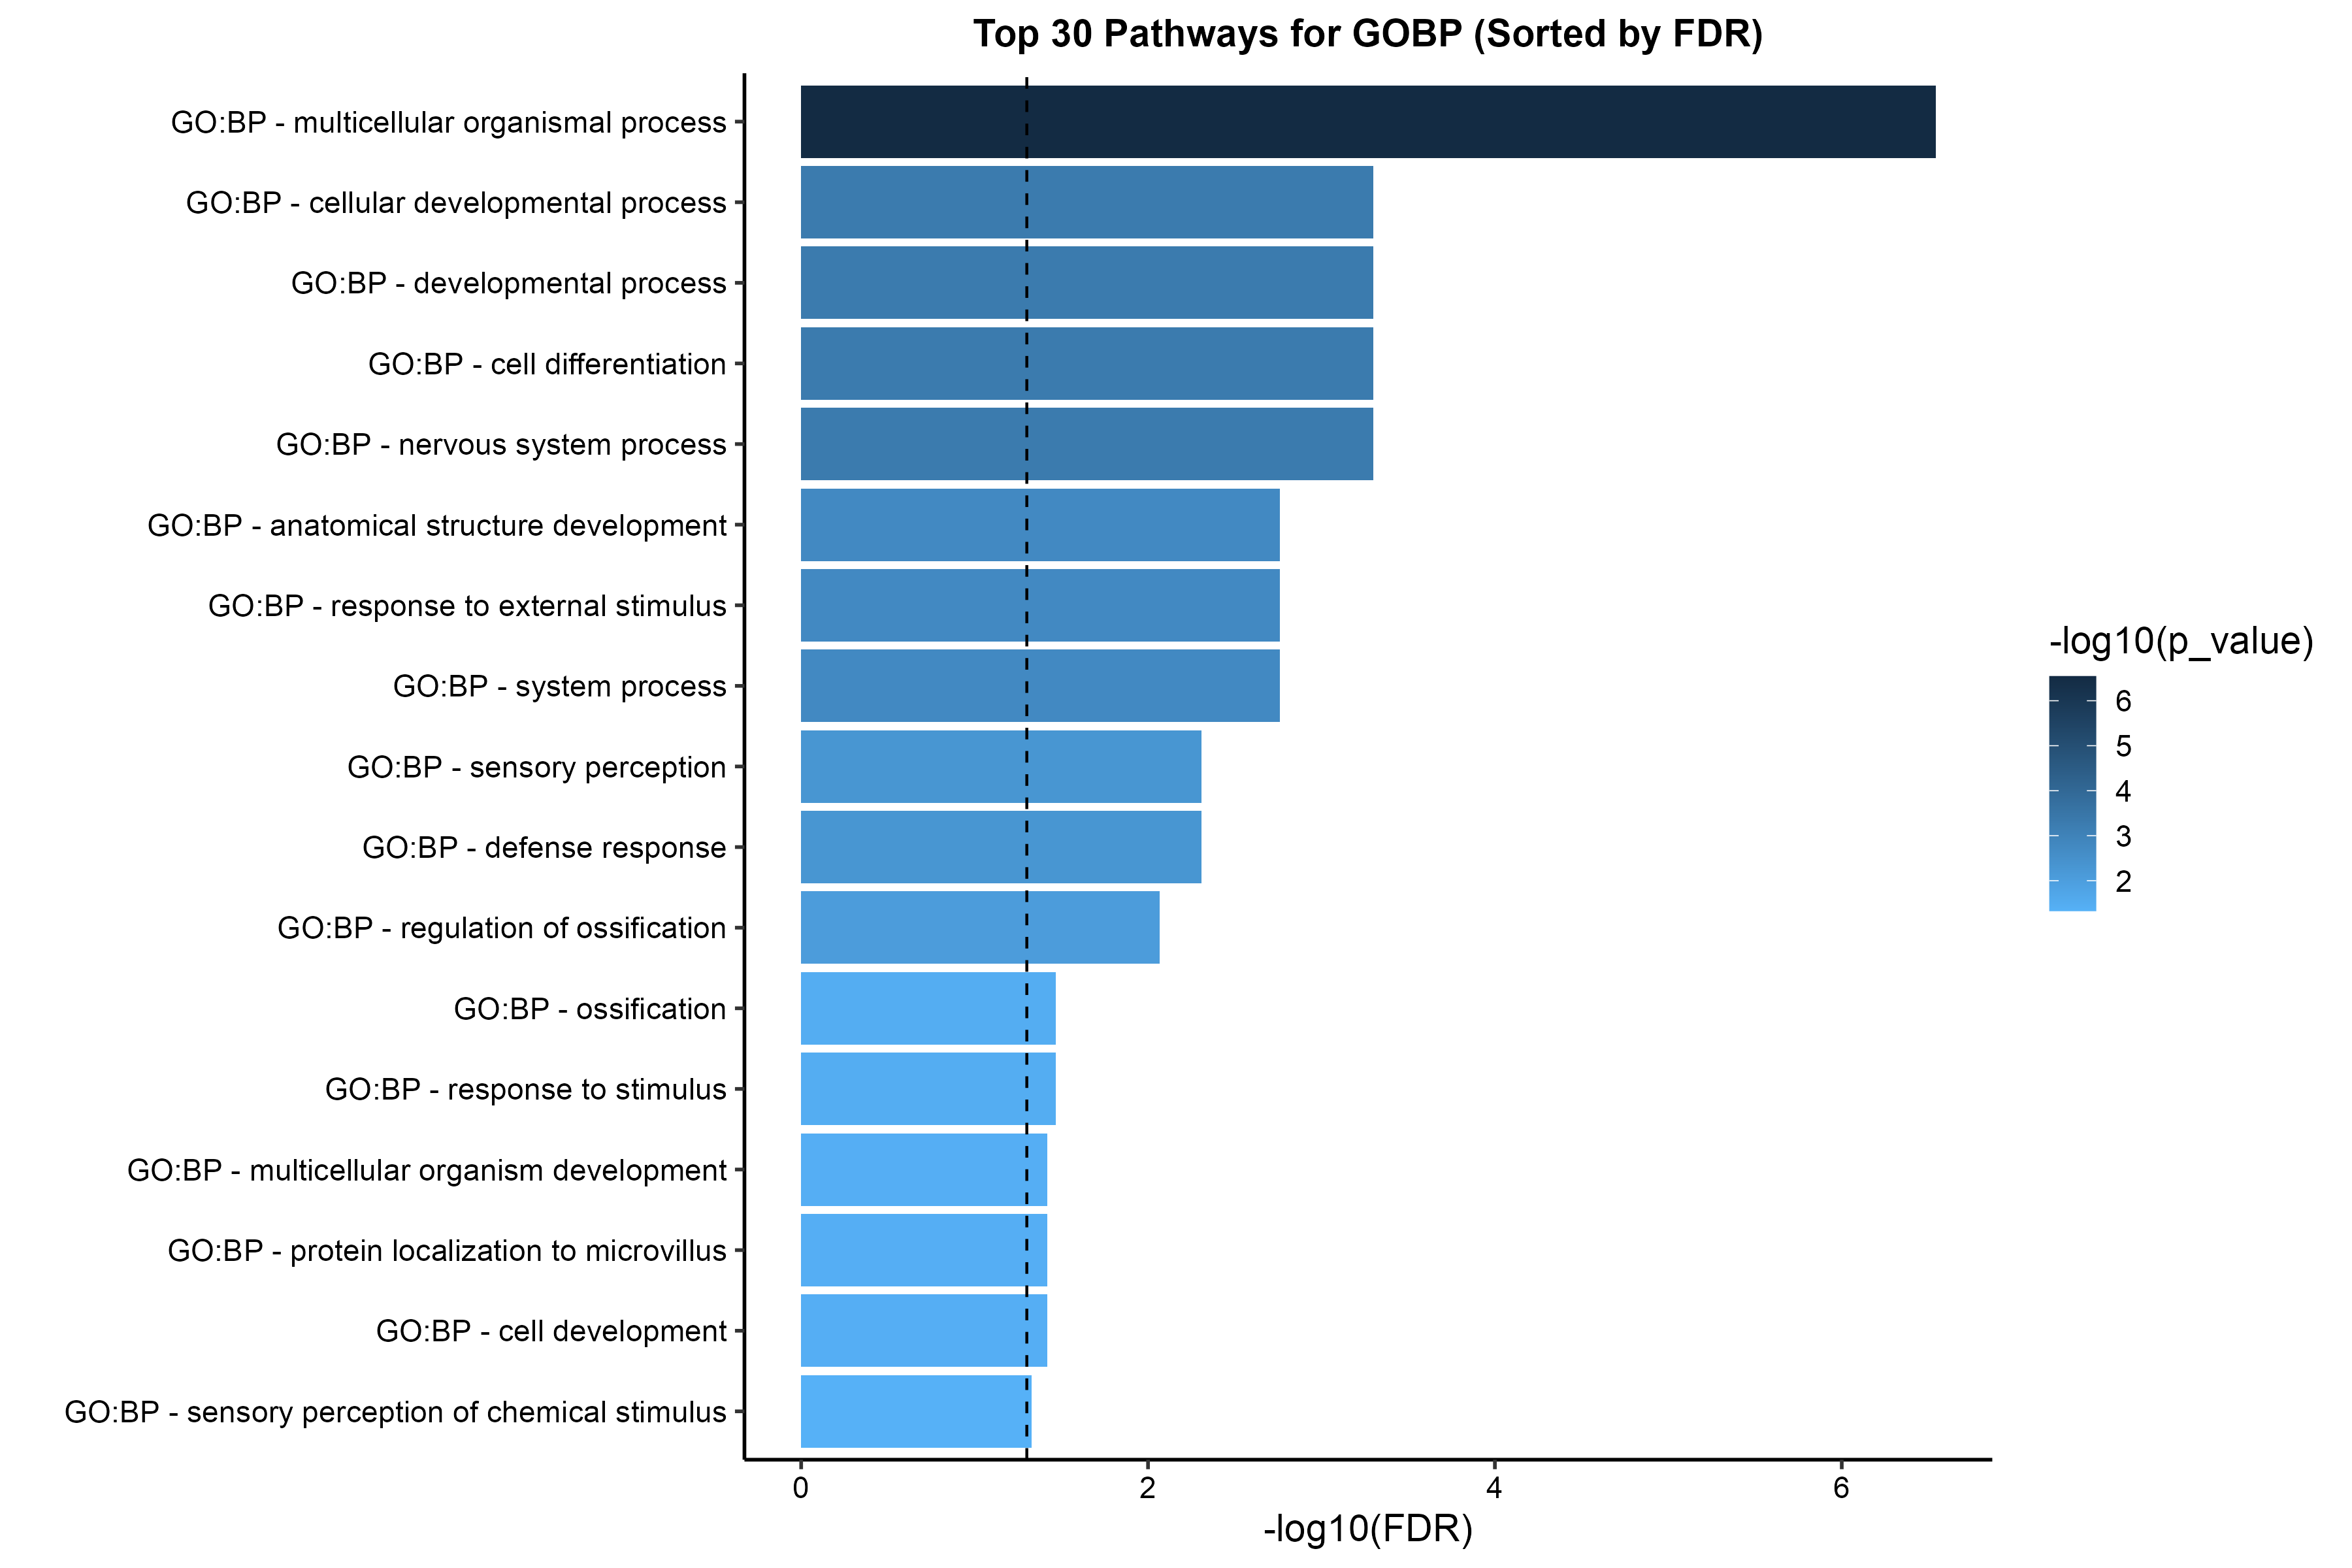 Top 30 Pathways for GOBP (Sorted by FDR)
GO:BP - multicellular organismal process
GO:BP - cellular developmental process
GO:BP - developmental process
GO:BP - cell differentiation
GO:BP - nervous system process
GO:BP - anatomical structure development
GO:BP - response to external stimulus
GO:BP - system process
GO:BP - sensory perception
GO:BP - defense response
GO:BP - regulation of ossification
GO:BP - ossification
GO:BP - response to stimulus
GO:BP - multicellular organism development
GO:BP - protein localization to microvillus
GO:BP - cell development
GO:BP - sensory perception of chemical stimulus
0 2 4 6
-log10(FDR)
-log10(p_value)
6
5
4
3
2